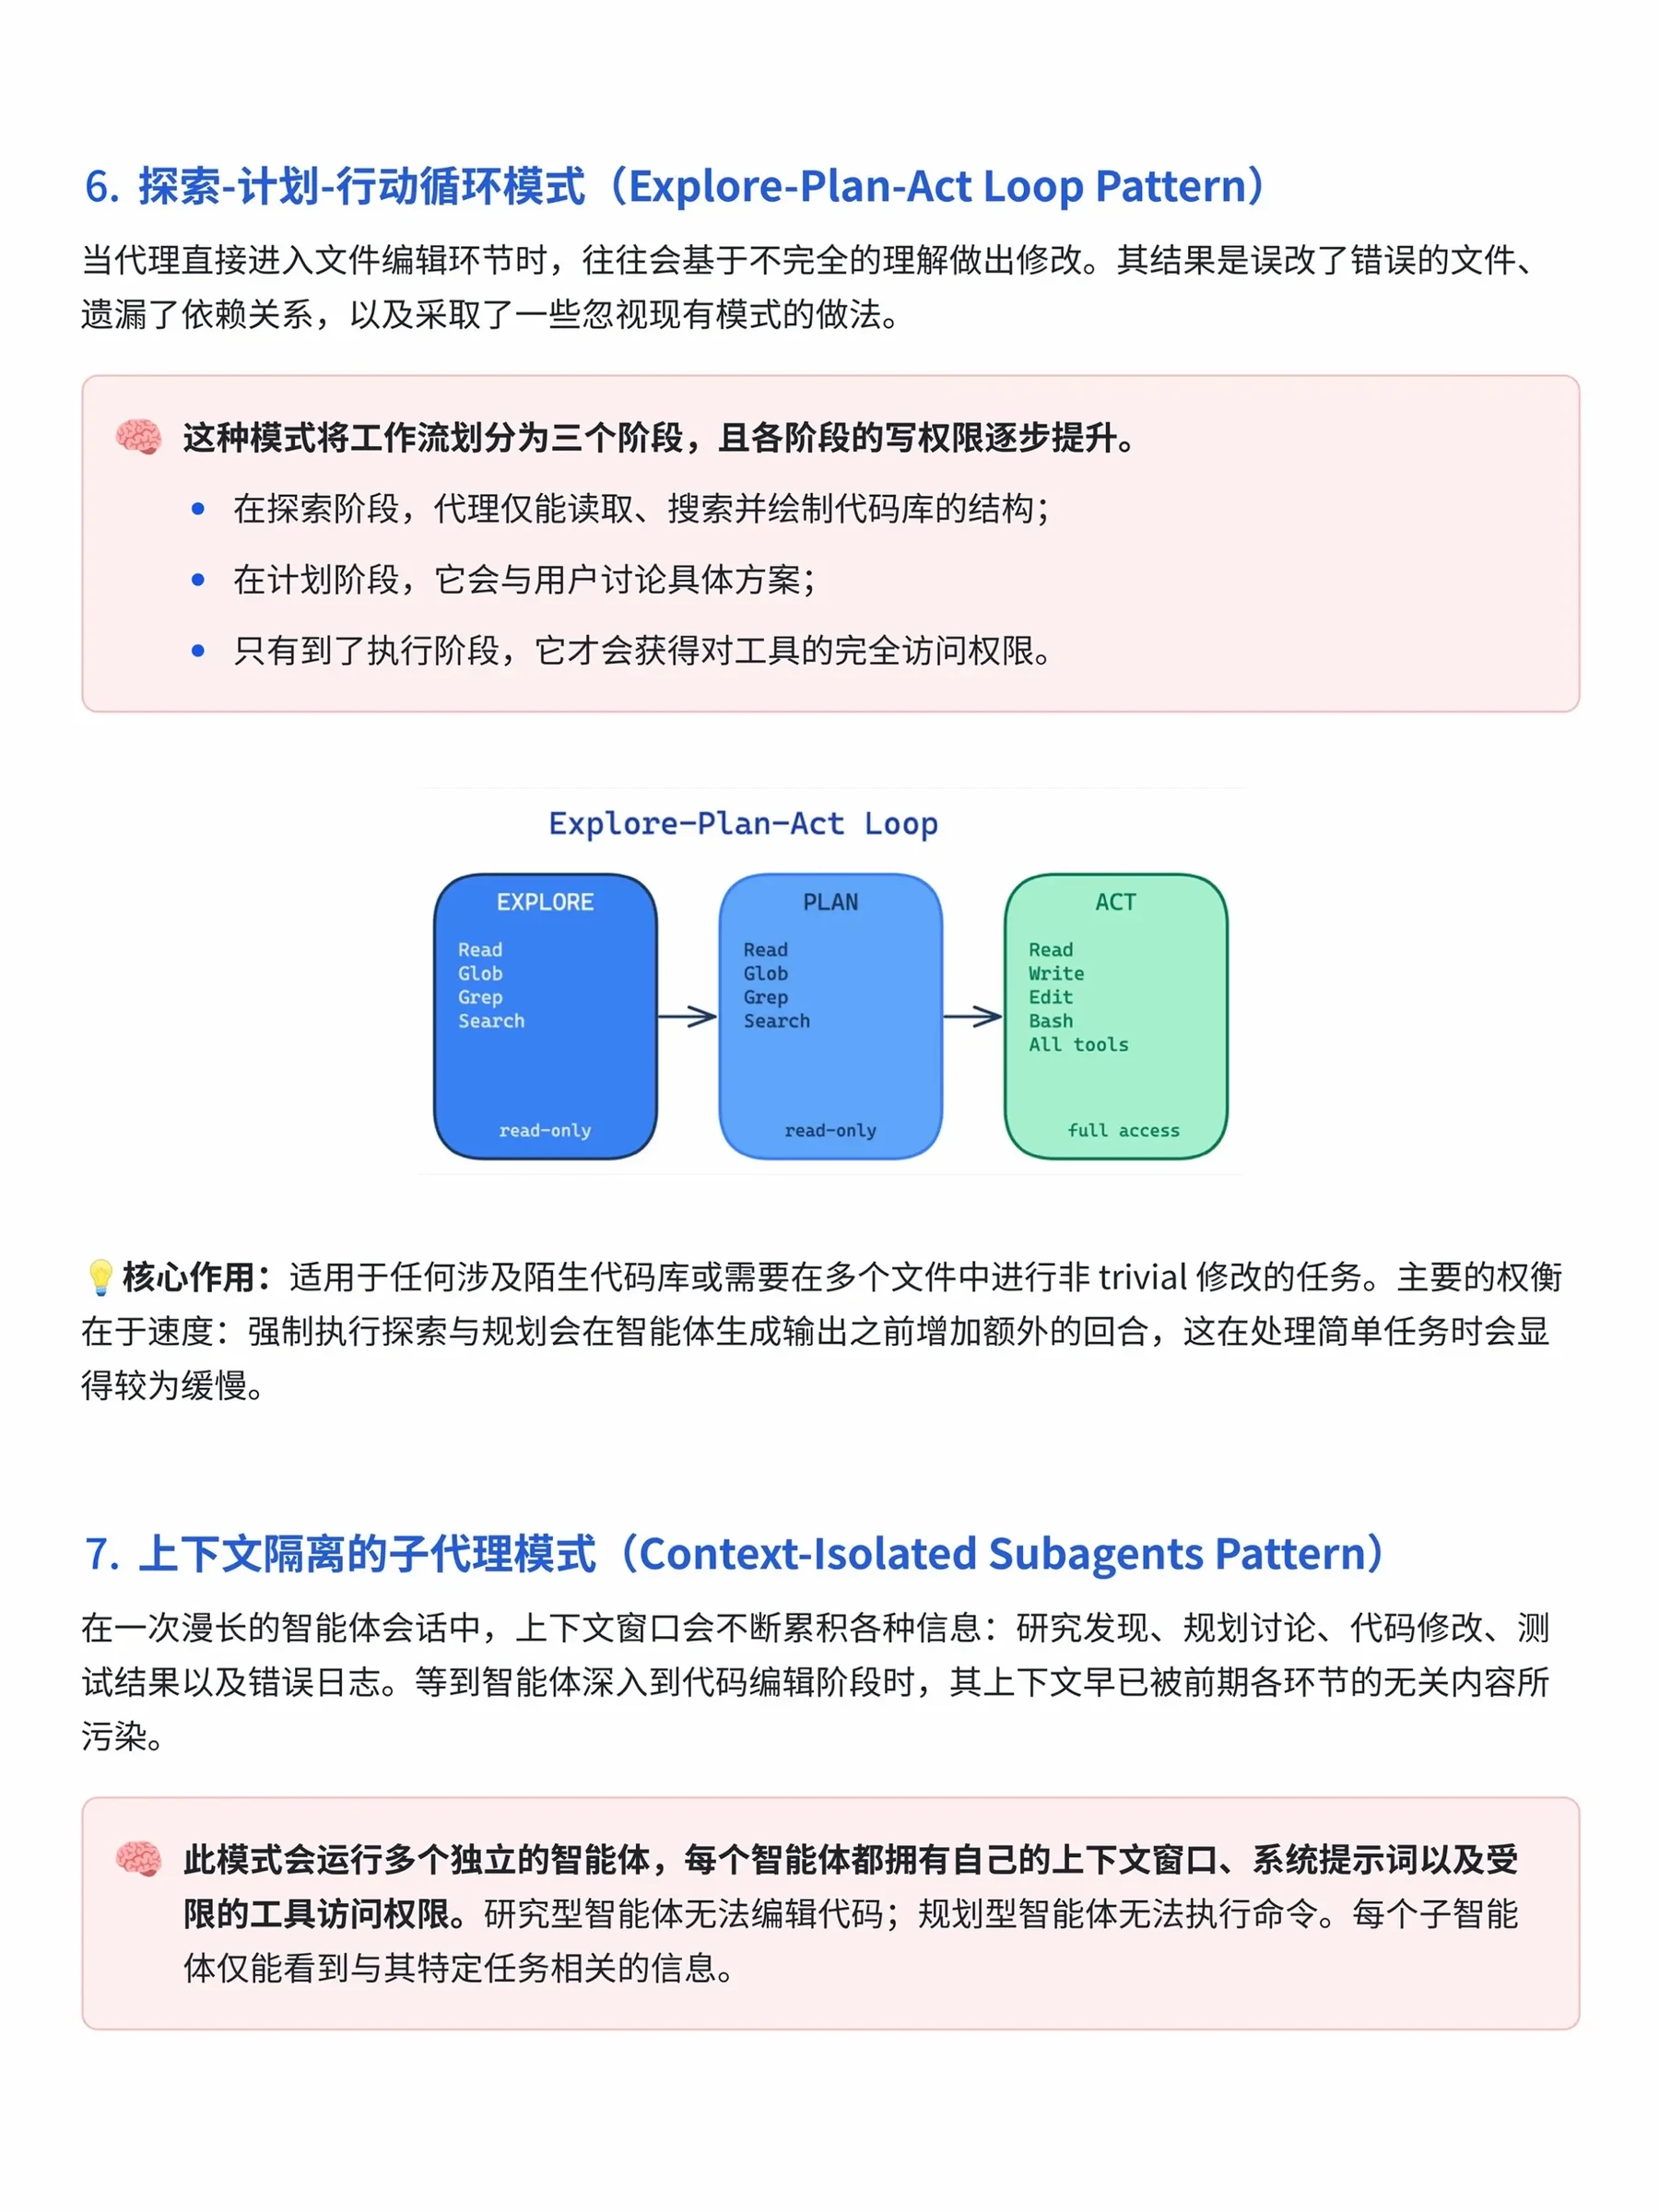 6. 探索-计划-行动循环模式（Explore-Plan-Act Loop Pattern）
当代理直接进入文件编辑环节时，往往会基于不完全的理解做出修改。其结果是误改了错误的文件、
遗漏了依赖关系，以及采取了一些忽视现有模式的做法。
🧠 这种模式将工作流划分为三个阶段，且各阶段的写权限逐步提升。
• 在探索阶段，代理仅能读取、搜索并绘制代码库的结构；
• 在计划阶段，它会与用户讨论具体方案；
• 只有到了执行阶段，它才会获得对工具的完全访问权限。
Explore-Plan-Act Loop
EXPLORE
Read
Glob
Grep
Search
read-only
PLAN
Read
Glob
Grep
Search
read-only
ACT
Read
Write
Edit
Bash
All tools
full access
💡核心作用：适用于任何涉及陌生代码库或需要在多个文件中进行非 trivial 修改的任务。主要的权衡
在于速度：强制执行探索与规划会在智能体生成输出之前增加额外的回合，这在处理简单任务时会显
得较为缓慢。
7. 上下文隔离的子代理模式（Context-Isolated Subagents Pattern）
在一次漫长的智能体会话中，上下文窗口会不断累积各种信息：研究发现、规划讨论、代码修改、测
试结果以及错误日志。等到智能体深入到代码编辑阶段时，其上下文早已被前期各环节的无关内容所
污染。
🧠 此模式会运行多个独立的智能体，每个智能体都拥有自己的上下文窗口、系统提示词以及受
限的工具访问权限。研究型智能体无法编辑代码；规划型智能体无法执行命令。每个子智能
体仅能看到与其特定任务相关的信息。